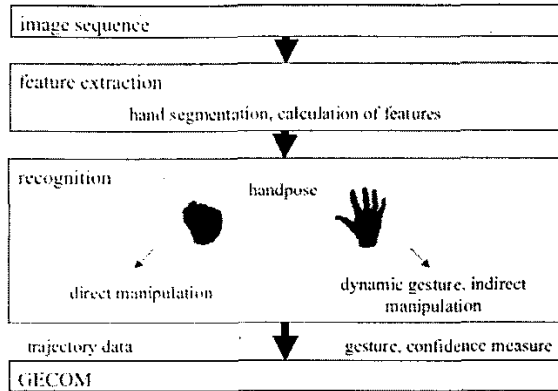 image sequence
feature extraction
hand segmentation, calculation of features
recognition
handpose
direct manipulation
dynamic gesture, indirect
manipulation
trajectory data
gesture, confidence measure
GECOM